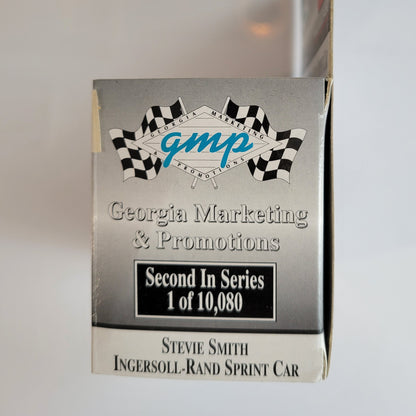 GEORGIA MARKETING
gmp
& PROMOTIONS
Georgia Marketing
& Promotions
Second In Series
1 of 10,080
STEVIE SMITH
INGERSOLL-RAND SPRINT CAR